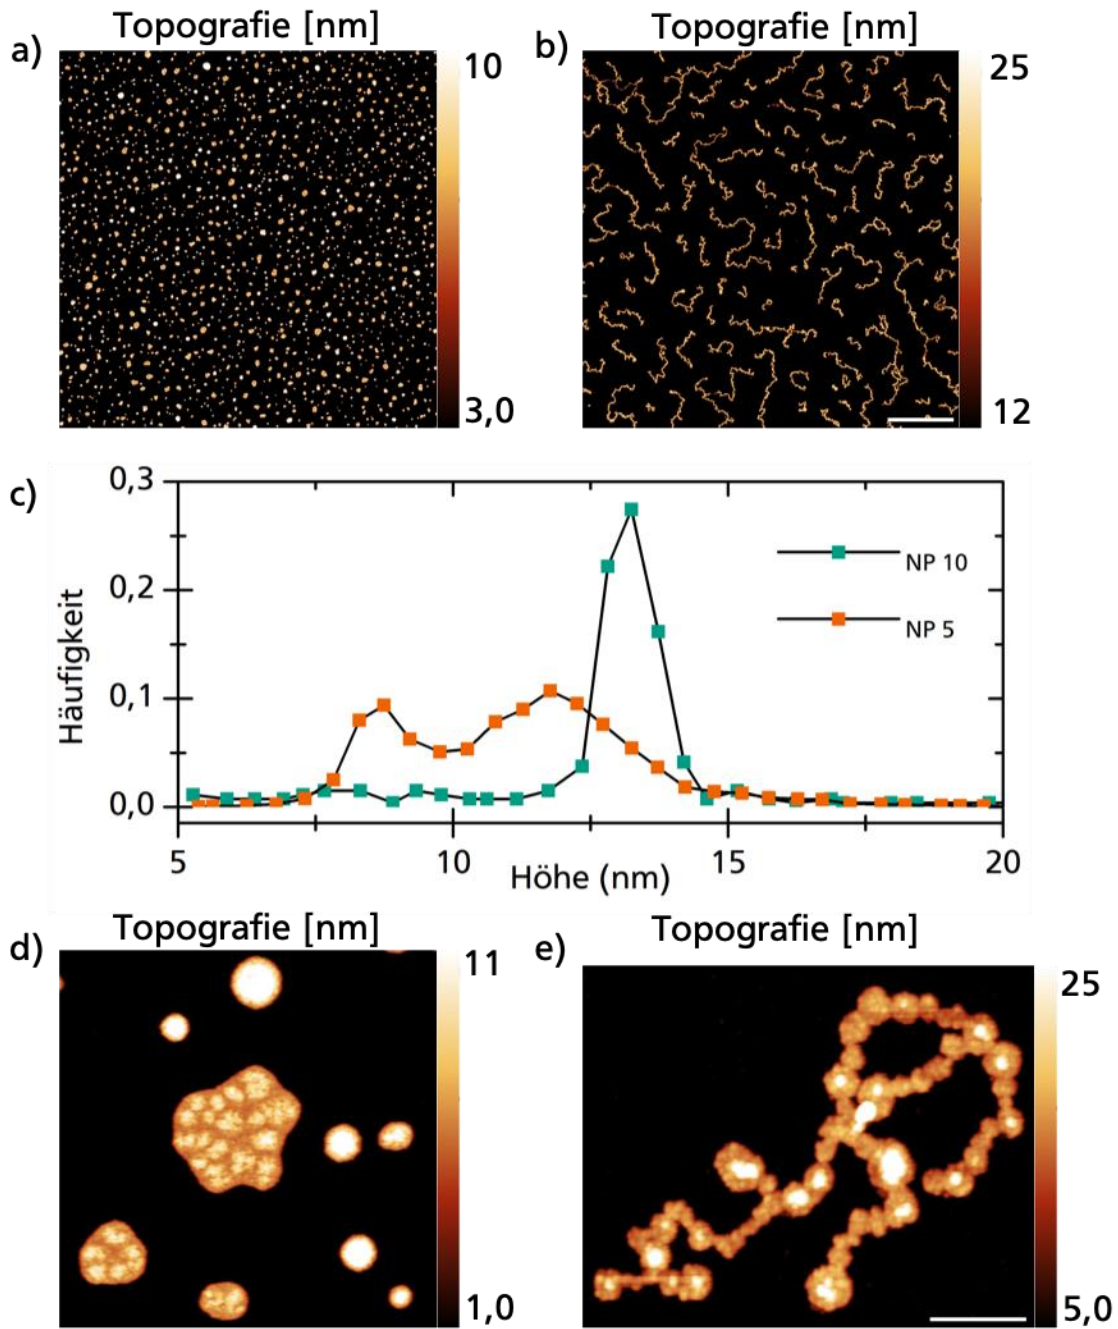 a)
Topografie [nm]
10
3,0
b)
Topografie [nm]
25
12
c)
0,3
0,2
0,1
0,0
Häufigkeit
NP 10
NP 5
5
10
15
20
Höhe (nm)
d)
Topografie [nm]
11
1,0
e)
Topografie [nm]
25
5,0